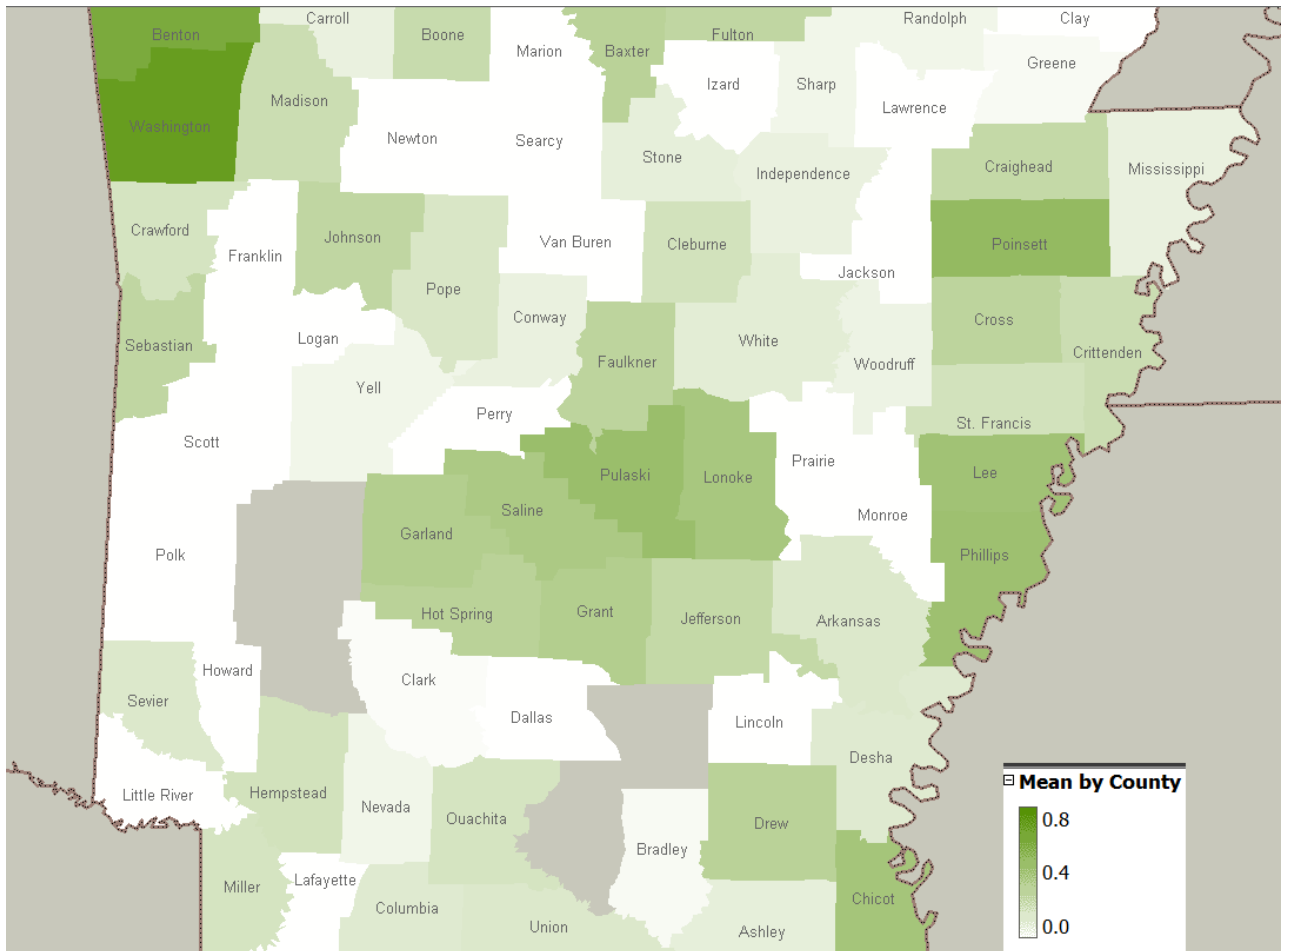 Carroll
Randolph
Clay
Benton
Boone
Fulton
Marion
Baxter
Greene
Izard
Sharp
Madison
Lawrence
Washington
Newton
Searcy
Stone
Craighead
Mississippi
Independence
Crawford
Johnson
Van Buren
Cleburne
Poinsett
Franklin
Jackson
Pope
Conway
Cross
Logan
White
Sebastian
Crittenden
Faulkner
Woodruff
Yell
Perry
St. Francis
Scott
Prairie
Lee
Pulaski
Lonoke
Saline
Monroe
Garland
Polk
Phillips
Hot Spring
Grant
Jefferson
Arkansas
Howard
Clark
Sevier
Dallas
Lincoln
Desha
Mean by County
Little River
Hempstead
Nevada
Ouachita
Drew
0.8
Bradley
0.4
Lafayette
Miller
Chicot
Columbia
Union
Ashley
0.0